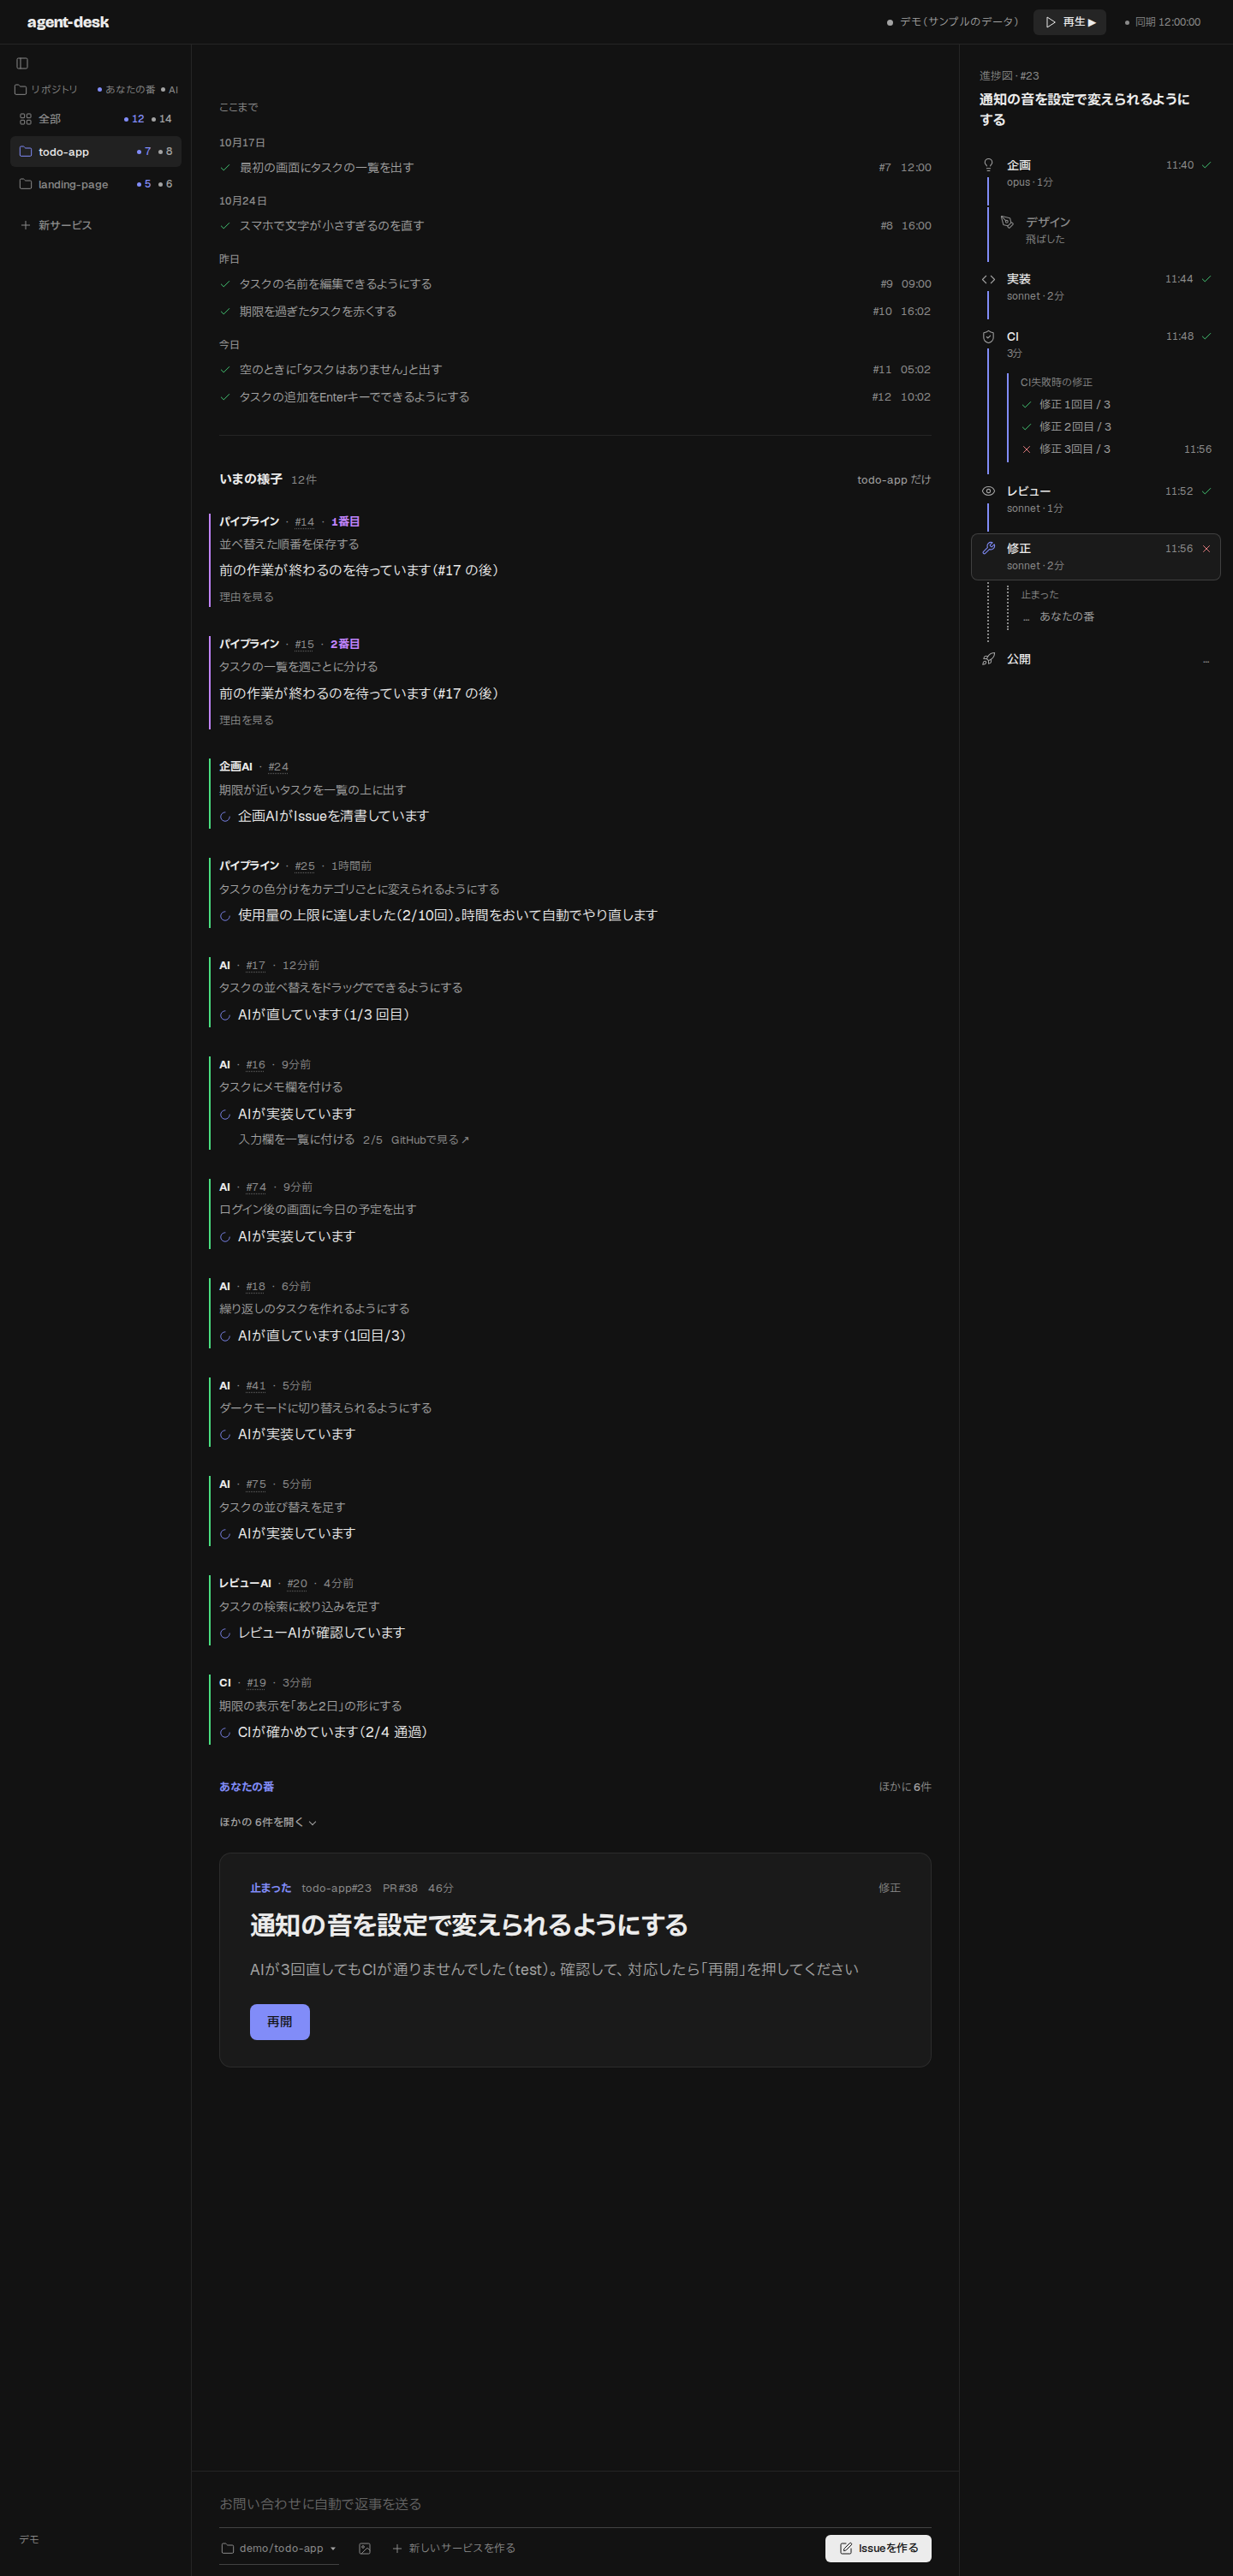 agent-desk
デモ(サンプルのデータ)
再生 ▶
同期 12:00:00
リポジトリ
あなたの番
AI
全部
12
14
todo-app
7
8
landing-page
5
6
新サービス
デモ
ここまで
10月17日
最初の画面にタスクの一覧を出す
#7 12:00
10月24日
スマホで文字が小さすぎるのを直す
#8 16:00
昨日
タスクの名前を編集できるようにする
#9 09:00
期限を過ぎたタスクを赤くする
#10 16:02
今日
空のときに「タスクはありません」と出す
#11 05:02
タスクの追加をEnterキーでできるようにする
#12 10:02
いまの様子 12件
todo-app だけ
パイプライン · #14 · 1番目
並べ替えた順番を保存する
前の作業が終わるのを待っています(#17 の後)
理由を見る
パイプライン · #15 · 2番目
タスクの一覧を週ごとに分ける
前の作業が終わるのを待っています(#17 の後)
理由を見る
企画AI · #24
期限が近いタスクを一覧の上に出す
企画AIがIssueを清書しています
パイプライン · #25 · 1時間前
タスクの色分けをカテゴリごとに変えられるようにする
使用量の上限に達しました(2/10回)。時間をおいて自動でやり直します
AI · #17 · 12分前
タスクの並べ替えをドラッグでできるようにする
AIが直しています(1/3 回目)
AI · #16 · 9分前
タスクにメモ欄を付ける
AIが実装しています
入力欄を一覧に付ける 2/5 GitHubで見る ↗
AI · #74 · 9分前
ログイン後の画面に今日の予定を出す
AIが実装しています
AI · #18 · 6分前
繰り返しのタスクを作れるようにする
AIが直しています(1回目/3)
AI · #41 · 5分前
ダークモードに切り替えられるようにする
AIが実装しています
AI · #75 · 5分前
タスクの並び替えを足す
AIが実装しています
レビューAI · #20 · 4分前
タスクの検索に絞り込みを足す
レビューAIが確認しています
CI · #19 · 3分前
期限の表示を「あと2日」の形にする
CIが確かめています(2/4 通過)
あなたの番
ほかに 6件
ほかの 6件を開く
止まった todo-app#23 PR#38 46分
修正
通知の音を設定で変えられるようにする
AIが3回直してもCIが通りませんでした(test)。確認して、対応したら「再開」を押してください
再開
お問い合わせに自動で返事を送る
demo/todo-app
新しいサービスを作る
Issueを作る
進捗図 · #23
通知の音を設定で変えられるように
する
企画
11:40
opus · 1分
デザイン
飛ばした
実装
11:44
sonnet · 2分
CI
11:48
3分
CI失敗時の修正
修正 1回目 / 3
修正 2回目 / 3
修正 3回目 / 3
11:56
レビュー
11:52
sonnet · 1分
修正
11:56
sonnet · 2分
止まった
… あなたの番
公開
…